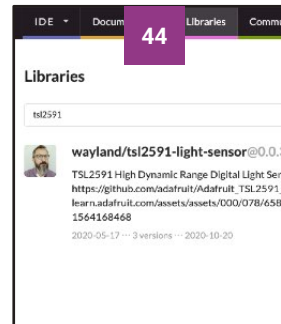 IDE Docum 44 Libraries Commu
Libraries
tsl2591
wayland/tsl2591-light-sensor@0.0.
TSL2591 High Dynamic Range Digital Light Sen
https://github.com/adafruit/Adafruit_TSL2591_
learn.adafruit.com/assets/assets/000/078/658
1564168468
2020-05-17 ··· 3 versions ··· 2020-10-20